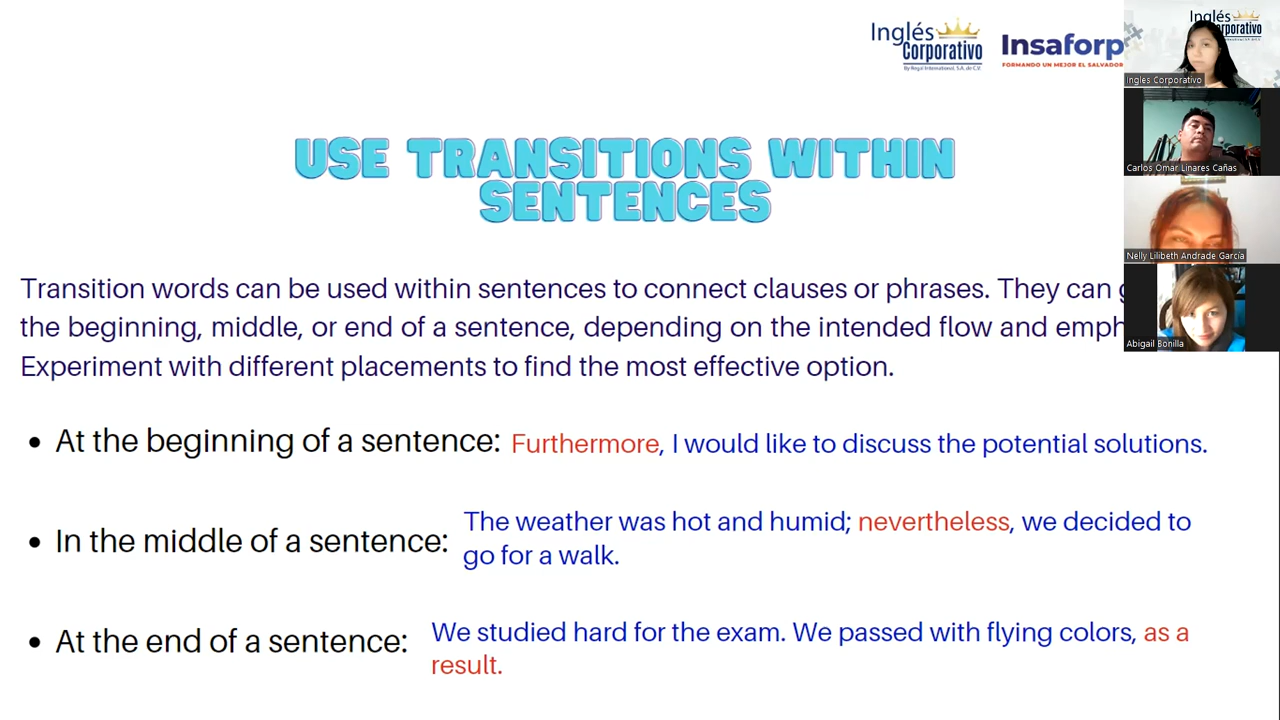 Inglés
Corporativo
By Regal International, S.A. de C.V.
Insaforp
FORMANDO UN MEJOR EL SALVADOR
Inglés
Corporativo
Ingles Corporativo
Carlos Omar Linares Cañas
Nelly Lilibeth Andrade García
Abigail Bonilla
USE TRANSITIONS WITHIN
SENTENCES
Transition words can be used within sentences to connect clauses or phrases. They can
the beginning, middle, or end of a sentence, depending on the intended flow and emph
Experiment with different placements to find the most effective option.
• At the beginning of a sentence: Furthermore, I would like to discuss the potential solutions.
• In the middle of a sentence: The weather was hot and humid; nevertheless, we decided to
go for a walk.
• At the end of a sentence: We studied hard for the exam. We passed with flying colors, as a
result.